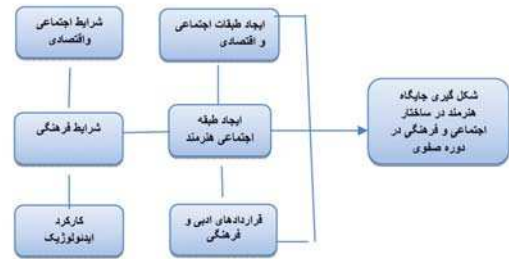 شرایط اجتماعی
واقتصادی
ایجاد طبقات اجتماعی
و اقتصادی
شرایط فرهنگی
ایجاد طبقه
اجتماعی هنرمند
شکل گیری جایگاه
هنرمند در ساختار
اجتماعی و فرهنگی در
دوره صفوی
کارکرد
ایدئولوژیک
قراردادهای ادبی و
فرهنگی